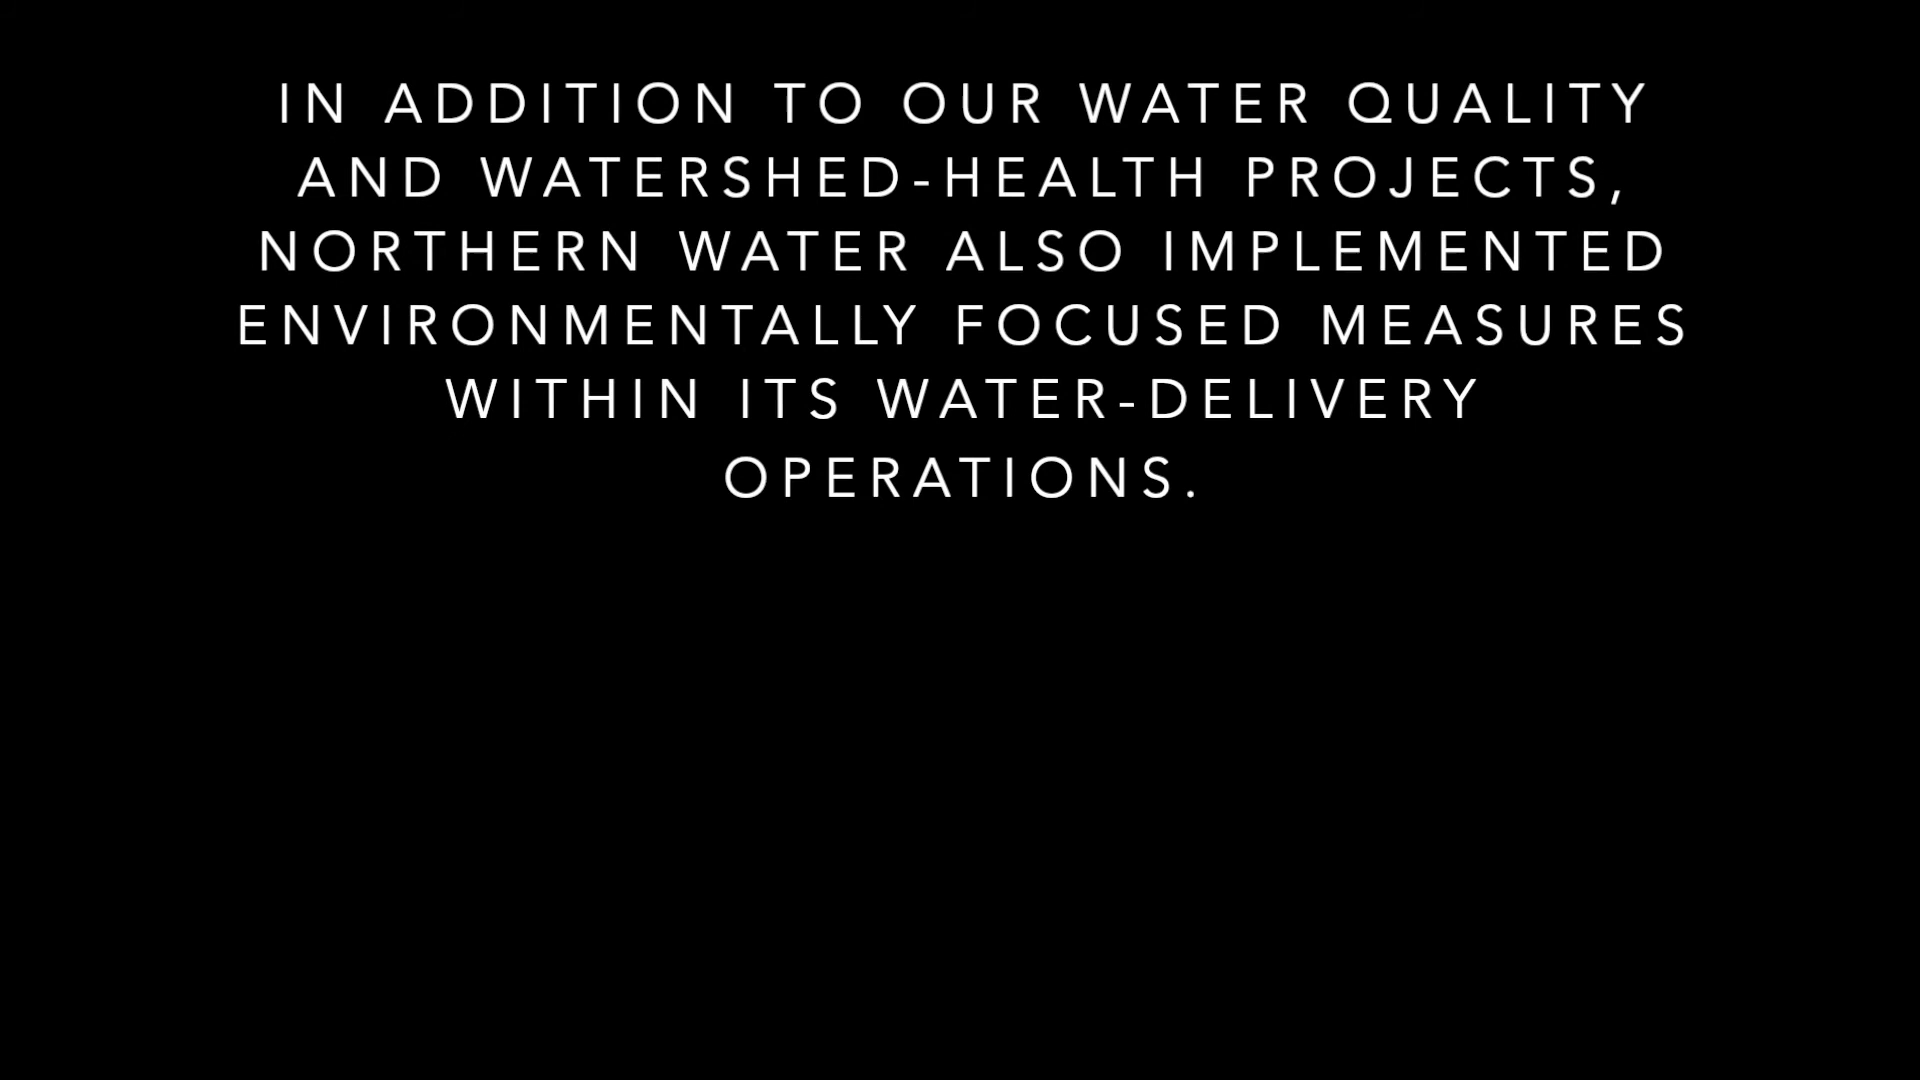 IN ADDITION TO OUR WATER QUALITY
AND WATERSHED-HEALTH PROJECTS,
NORTHERN WATER ALSO IMPLEMENTED
ENVIRONMENTALLY FOCUSED MEASURES
WITHIN ITS WATER-DELIVERY
OPERATIONS.